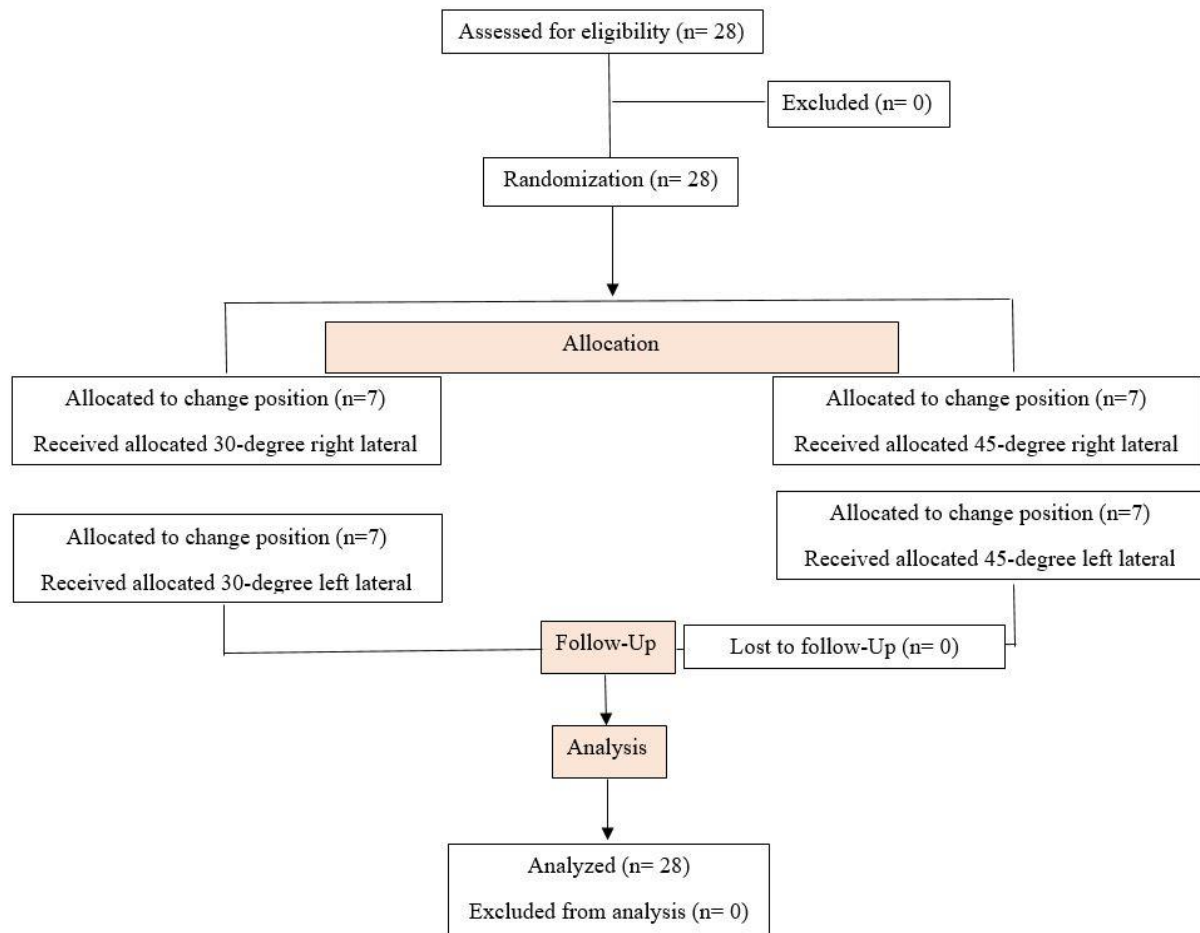 Assessed for eligibility (n= 28)
Excluded (n= 0)
Randomization (n= 28)
Allocation
Allocated to change position (n=7)
Received allocated 30-degree right lateral
Allocated to change position (n=7)
Received allocated 45-degree right lateral
Allocated to change position (n=7)
Received allocated 30-degree left lateral
Allocated to change position (n=7)
Received allocated 45-degree left lateral
Follow-Up
Lost to follow-Up (n= 0)
Analysis
Analyzed (n= 28)
Excluded from analysis (n= 0)